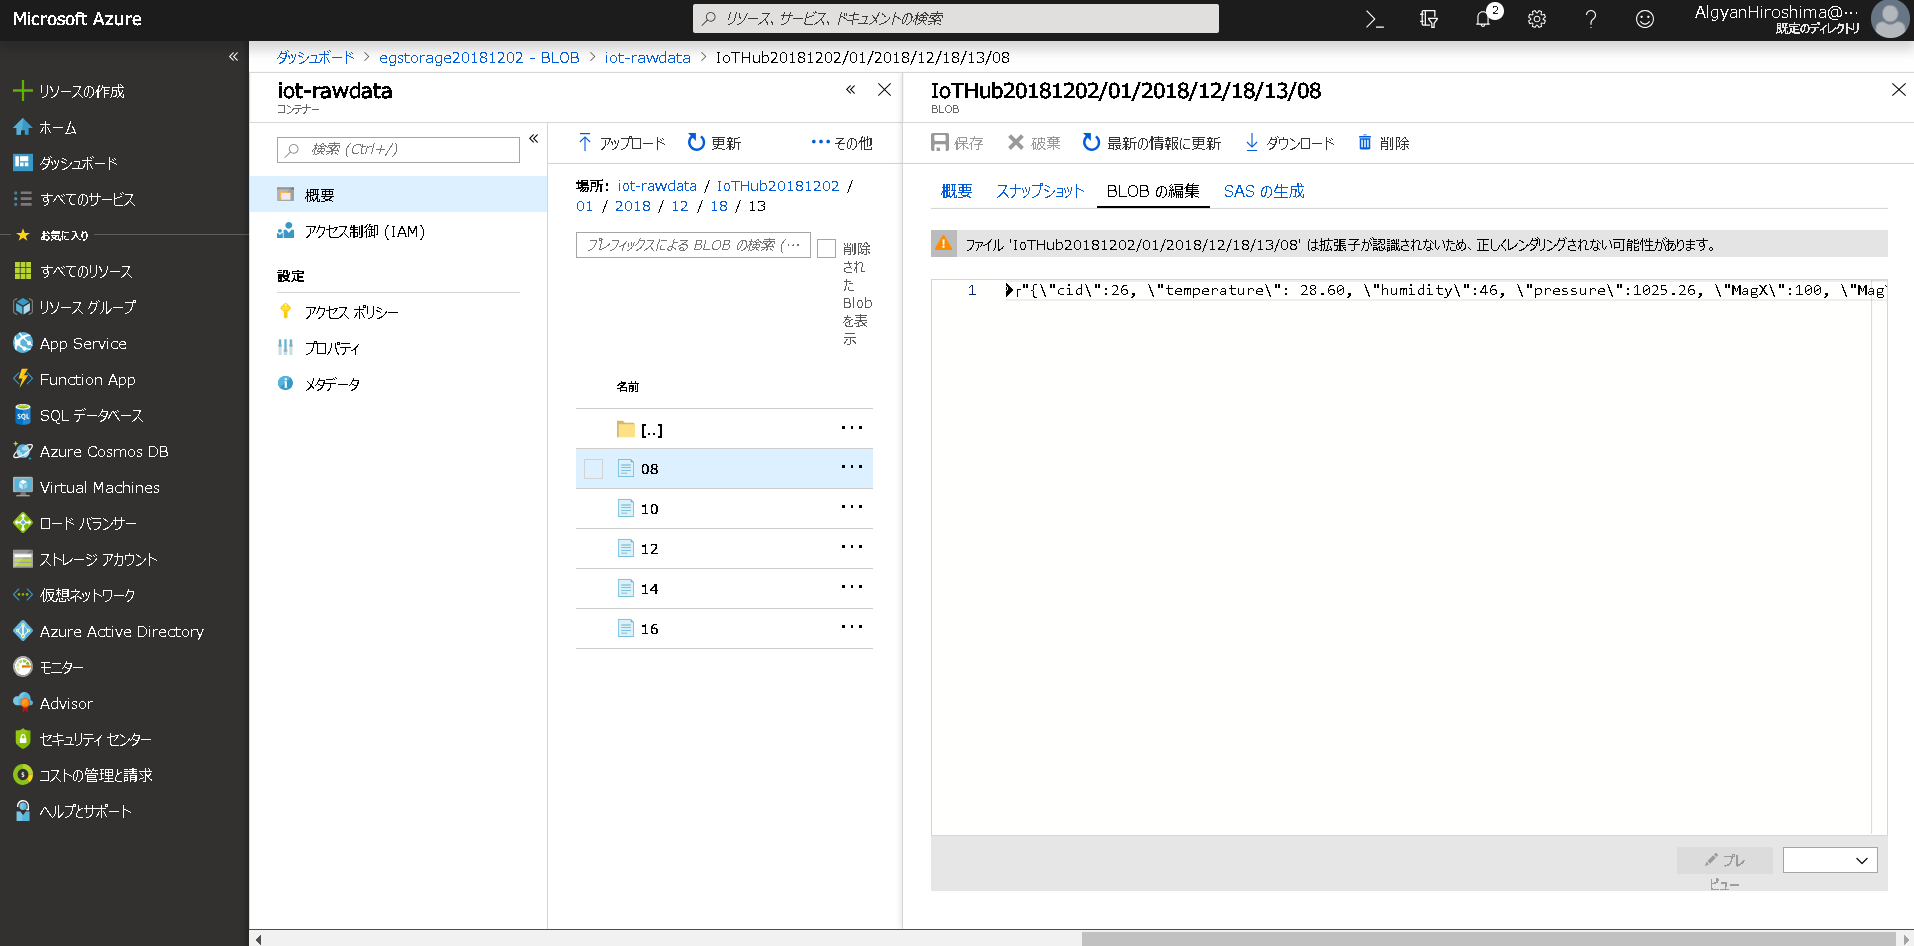 Microsoft Azure
リソース、サービス、ドキュメントの検索
2
AlgyanHiroshima@...
既定のディレクトリ
リソースの作成
ホーム
ダッシュボード
すべてのサービス
お気に入り
すべてのリソース
リソース グループ
App Service
Function App
SQL データベース
Azure Cosmos DB
Virtual Machines
ロード バランサー
ストレージ アカウント
仮想ネットワーク
Azure Active Directory
モニター
Advisor
セキュリティ センター
コストの管理と請求
ヘルプとサポート
ダッシュボード > egstorage20181202 - BLOB > iot-rawdata > IoTHub20181202/01/2018/12/18/13/08
iot-rawdata
コンテナー
検索 (Ctrl+/)
概要
アクセス制御 (IAM)
設定
アクセス ポリシー
プロパティ
メタデータ
アップロード 更新 ... その他
場所: iot-rawdata / IoTHub20181202 /
01 / 2018 / 12 / 18 / 13
プレフィックスによる BLOB の検索 (...
削除
され
た
Blob
を表
示
名前
[..] ...
08 ...
10 ...
12 ...
14 ...
16 ...
IoTHub20181202/01/2018/12/18/13/08
BLOB
保存 破棄 最新の情報に更新 ダウンロード 削除
概要 スナップショット BLOB の編集 SAS の生成
ファイル 'IoTHub20181202/01/2018/12/18/13/08' は拡張子が認識されないため、正しくレンダリングされない可能性があります。
1 r"{\"cid\":26, \"temperature\": 28.60, \"humidity\":46, \"pressure\":1025.26, \"MagX\":100, \"Mag
プレ
ビュー